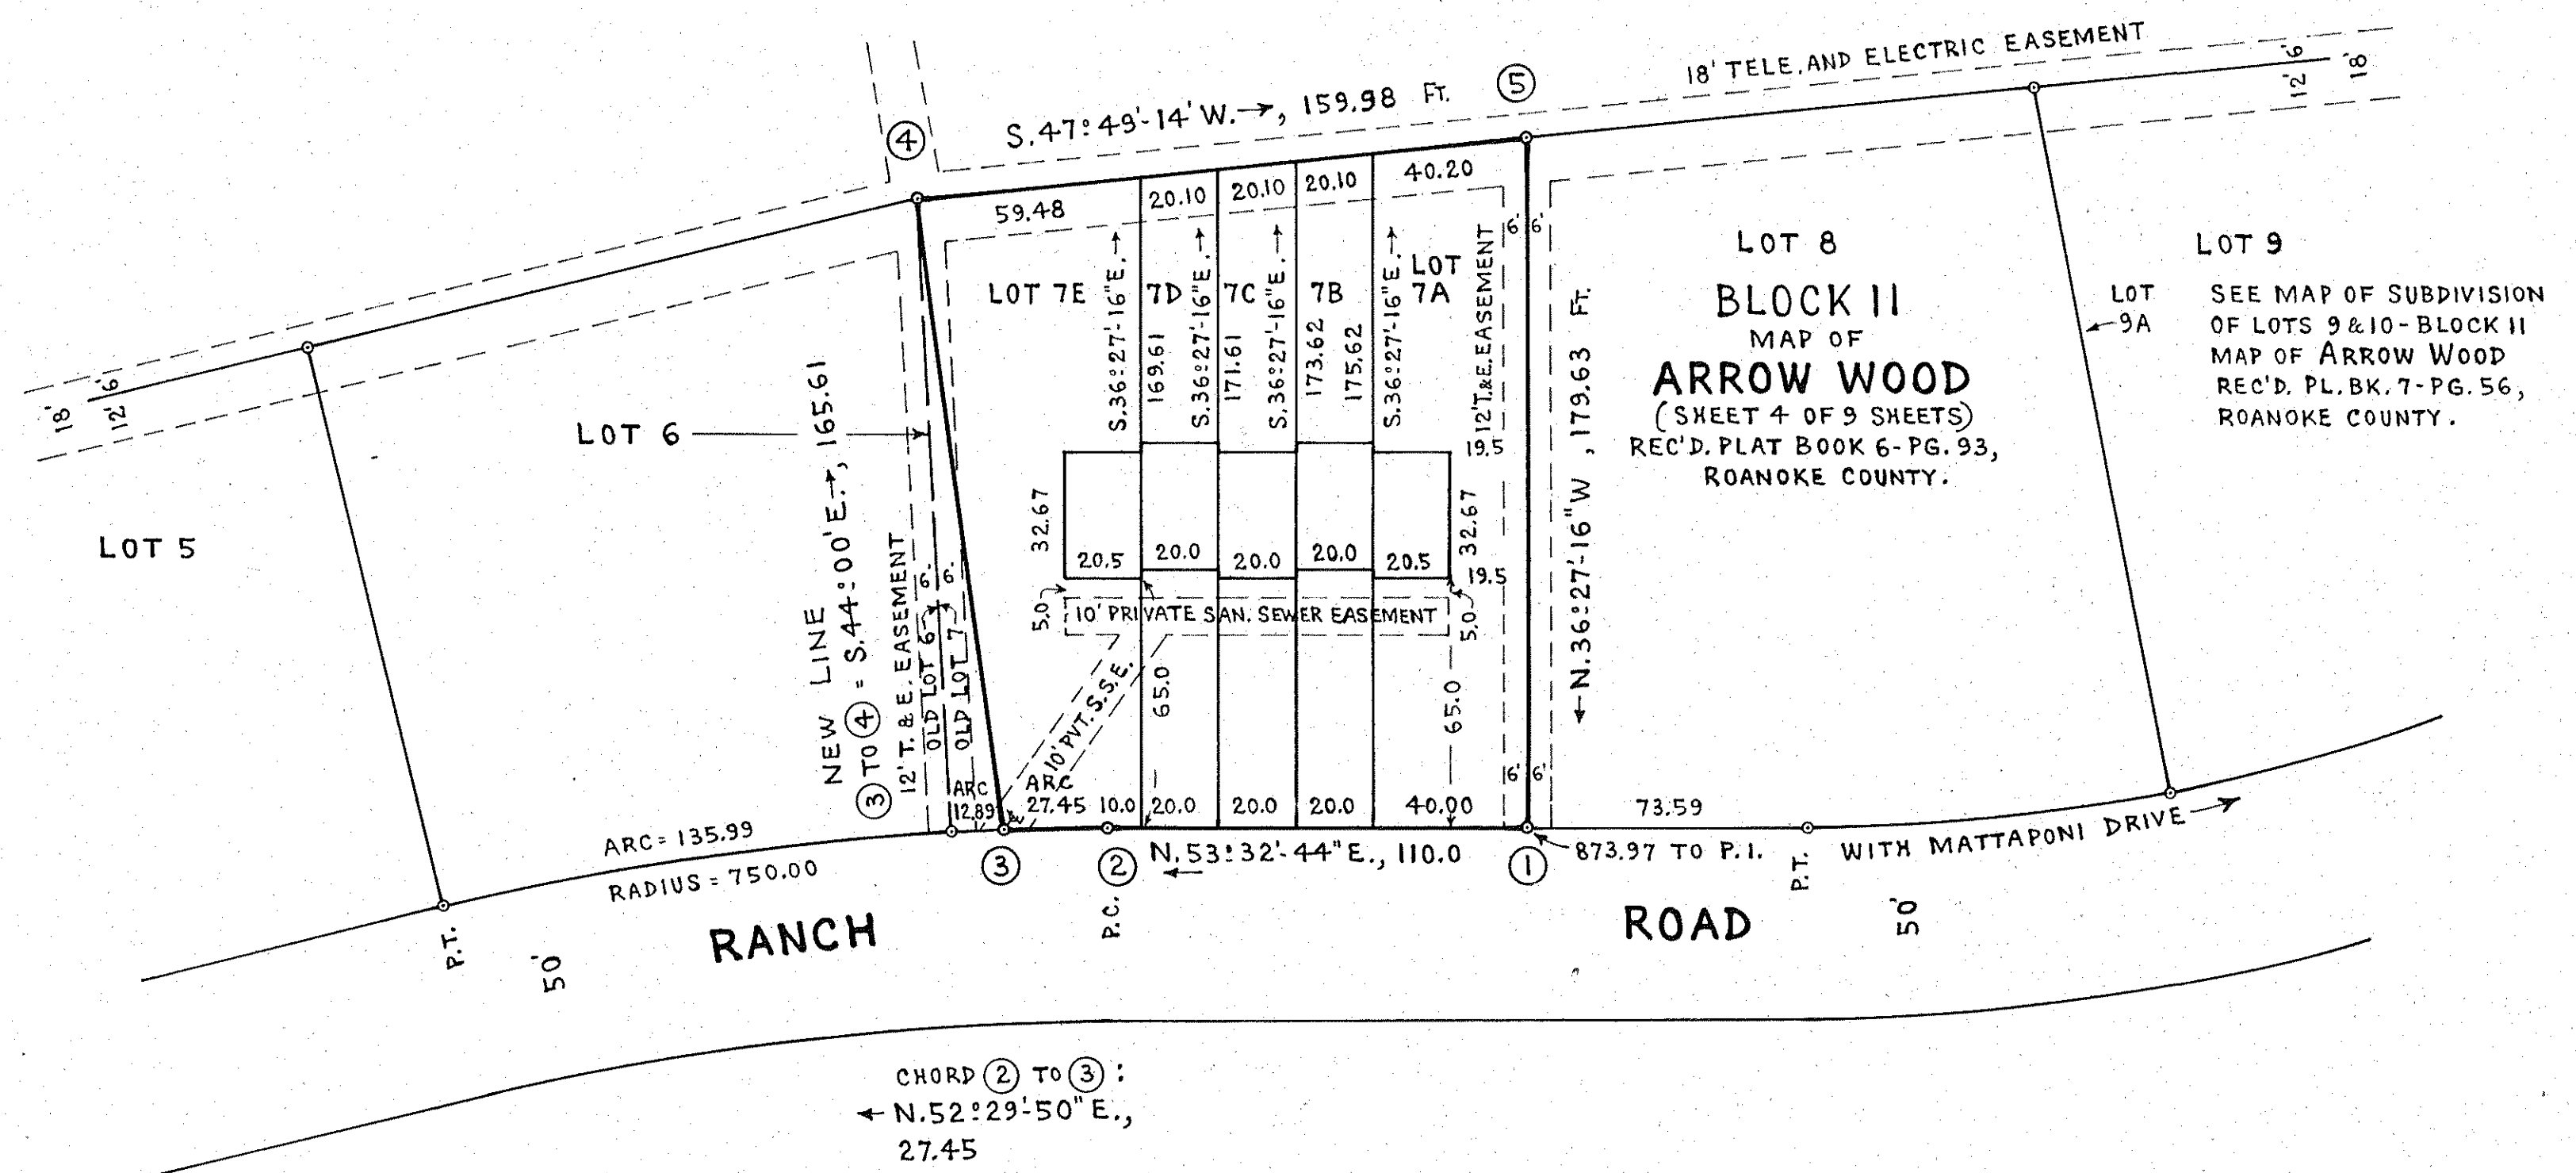 18' TELE. AND ELECTRIC EASEMENT
12' 6'
18'
S.47°49'-14' W.→, 159.98 FT.
⑤
④
59.48
20.10
20.10
20.10
40.20
6' 6'
LOT 7E
7D
7C
7B
LOT
7A
S.36°27'-16"E.→
169.61
S.36°27'-16"E.→
171.61
S.36°27'-16"E.→
173.62
175.62
S.36°27'-16"E.→
12'T.&E.EASEMENT
←N.36°27'-16"W , 179.63 FT.
LOT 8
BLOCK 11
MAP OF
ARROW WOOD
(SHEET 4 OF 9 SHEETS)
REC'D. PLAT BOOK 6-PG. 93,
ROANOKE COUNTY.
LOT
←9A
LOT 9
SEE MAP OF SUBDIVISION
OF LOTS 9 & 10 - BLOCK 11
MAP OF ARROW WOOD
REC'D. PL. BK. 7-PG. 56,
ROANOKE COUNTY.
18'
12' 6'
LOT 5
LOT 6
NEW LINE
③ TO ④ = S.44°00'E.→, 165.61
12' T. & E. EASEMENT
OLD LOT 6
OLD LOT 7
6' 6'
32.67
20.5
20.0
20.0
20.0
20.5
32.67
19.5
19.5
5.0
10' PRIVATE SAN. SEWER EASEMENT
5.0
10' PVT. S.S.E.
65.0
65.0
6' 6'
ARC
12.89
ARC
27.45
10.0
20.0
20.0
20.0
40.00
73.59
ARC = 135.99
RADIUS = 750.00
③
②
N.53°32'-44"E., 110.0
←
①
873.97 TO P.I.
WITH MATTAPONI DRIVE →
P.T.
50'
P.C.
P.T.
50'
RANCH
ROAD
CHORD ② TO ③ :
← N.52°29'-50"E.,
27.45